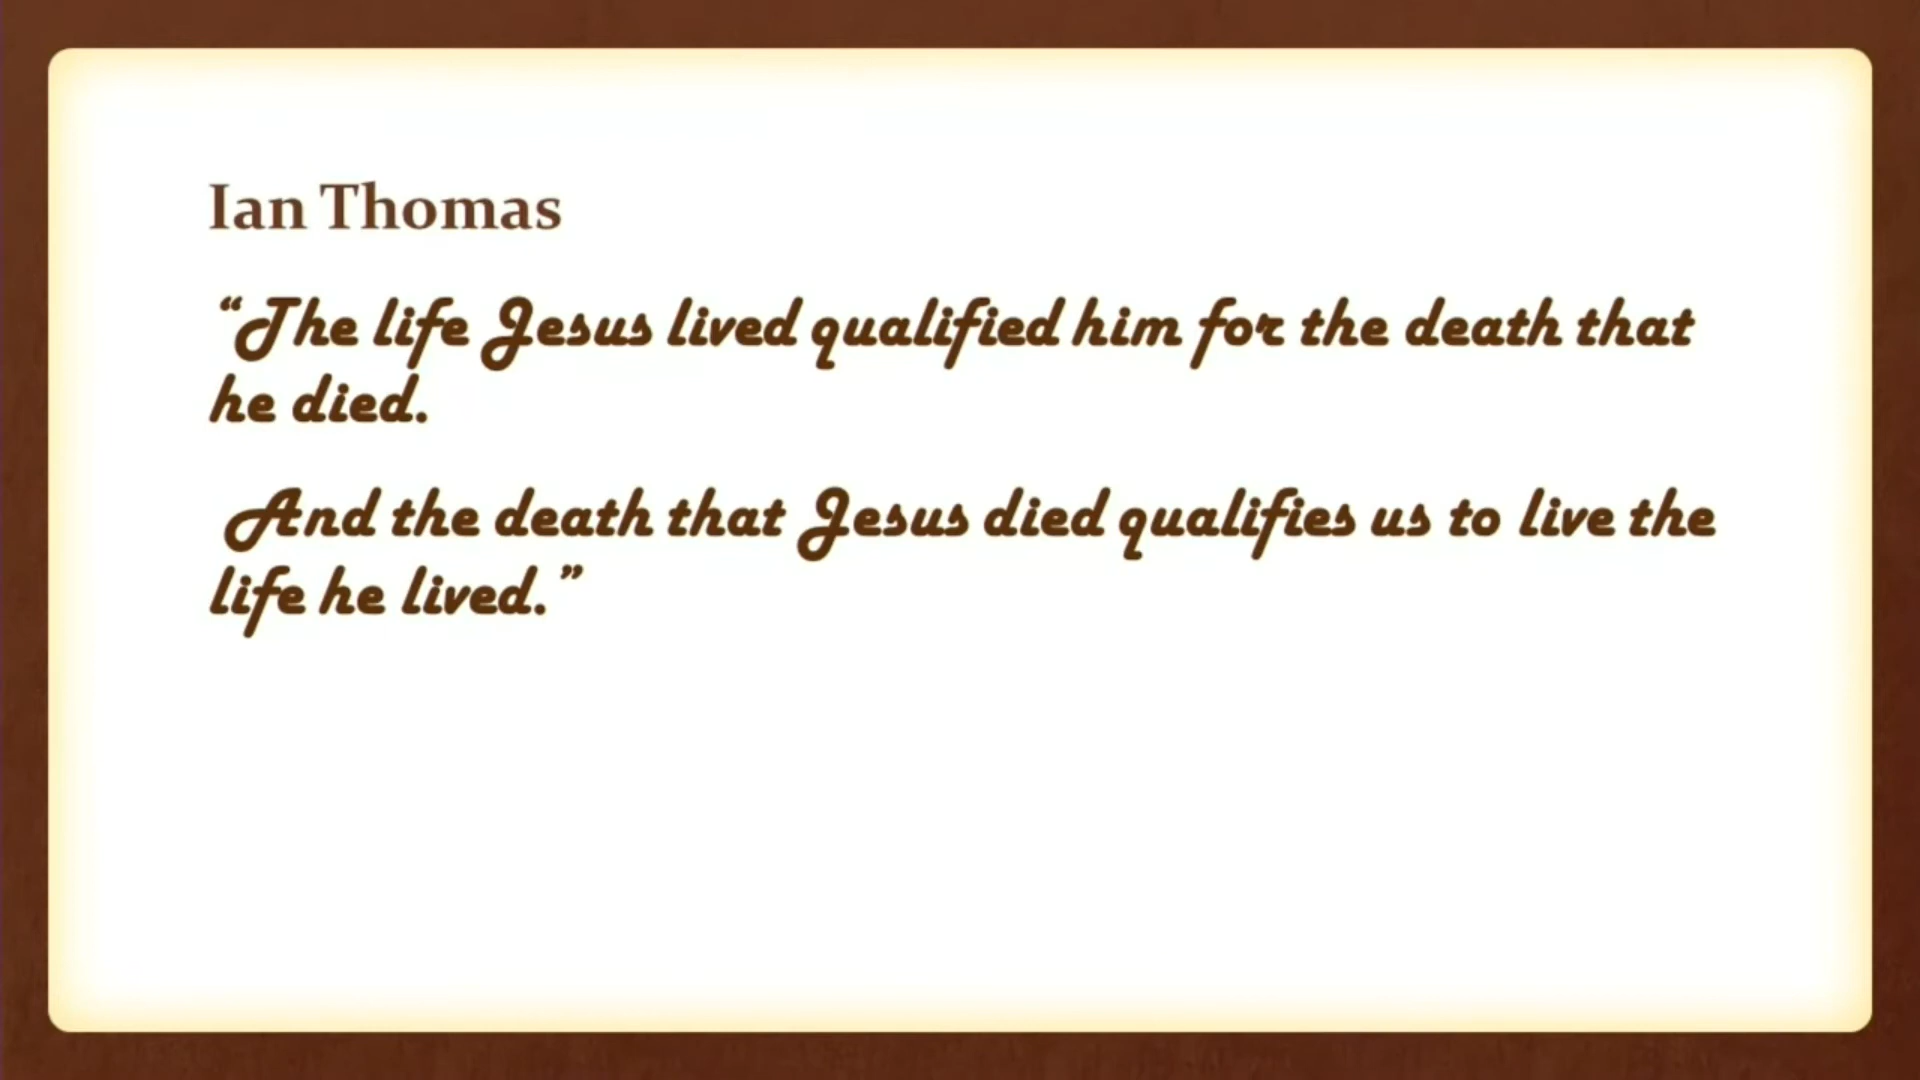 Ian Thomas
“The life Jesus lived qualified him for the death that
he died.
And the death that Jesus died qualifies us to live the
life he lived.”